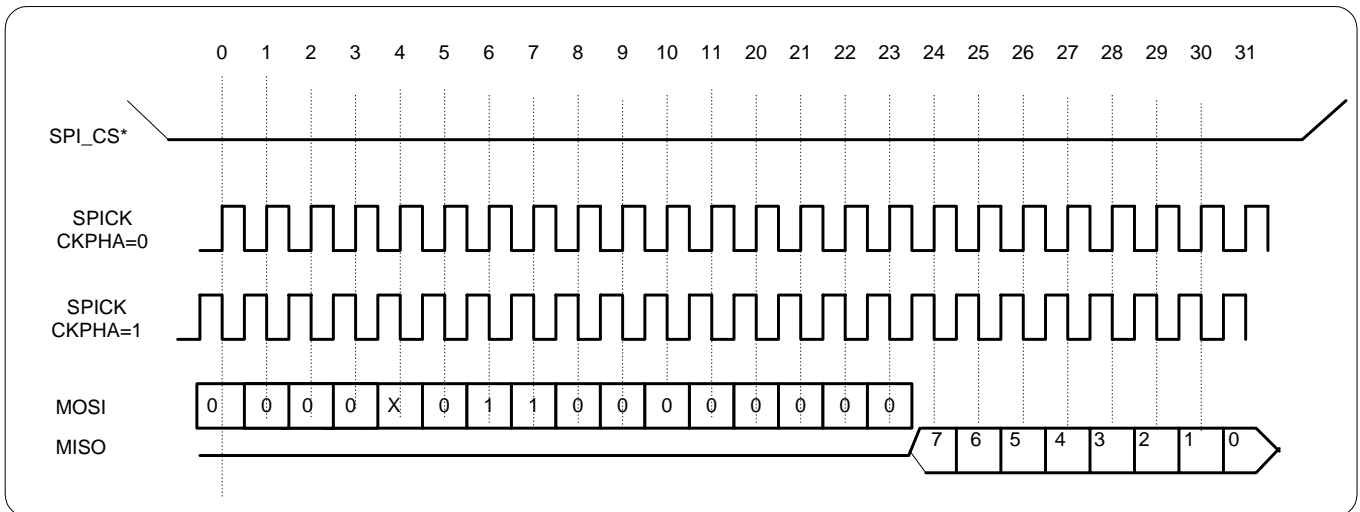 0 1 2 3 4 5 6 7 8 9 10 11 20 21 22 23 24 25 26 27 28 29 30 31
SPI_CS*
SPICK
CKPHA=0
SPICK
CKPHA=1
MOSI 0 0 0 0 X 0 1 1 0 0 0 0 0 0 0 0
MISO 7 6 5 4 3 2 1 0